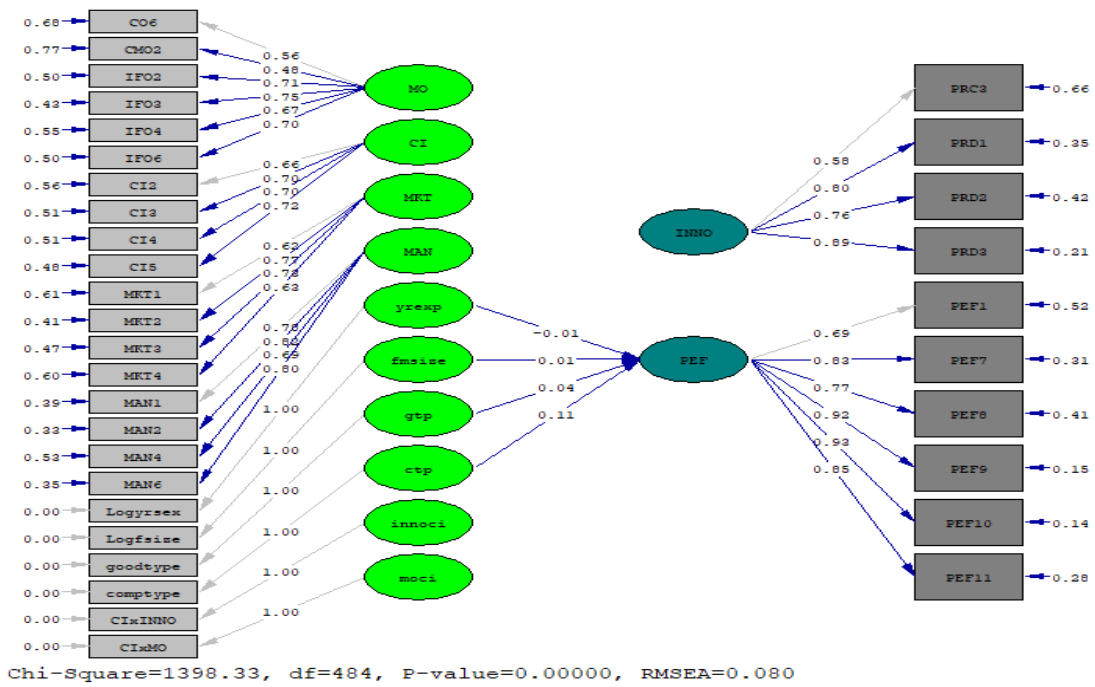 0.68 CO6
0.77 CMO2
0.50 IFO2
0.43 IFO3
0.55 IFO4
0.50 IFO6
0.56 CI2
0.51 CI3
0.51 CI4
0.48 CI5
0.61 MKT1
0.41 MKT2
0.47 MKT3
0.60 MKT4
0.39 MAN1
0.33 MAN2
0.53 MAN4
0.35 MAN6
0.00 Logyrsex
0.00 Logfsize
0.00 goodtype
0.00 comptype
0.00 CIxINNO
0.00 CIxMO
0.56
0.48
0.71
0.75
0.67
0.70
0.66
0.70
0.70
0.72
0.62
0.77
0.73
0.63
0.78
0.82
0.69
0.80
1.00
1.00
1.00
1.00
1.00
1.00
MO
CI
MKT
MAN
yrexp
fmsize
gtp
ctp
innoci
moci
-0.01
0.01
0.04
0.11
INNO
PEF
0.58
0.80
0.76
0.89
0.69
0.83
0.77
0.92
0.93
0.85
PRC3 0.66
PRD1 0.35
PRD2 0.42
PRD3 0.21
PEF1 0.52
PEF7 0.31
PEF8 0.41
PEF9 0.15
PEF10 0.14
PEF11 0.28
Chi-Square=1398.33, df=484, P-value=0.00000, RMSEA=0.080